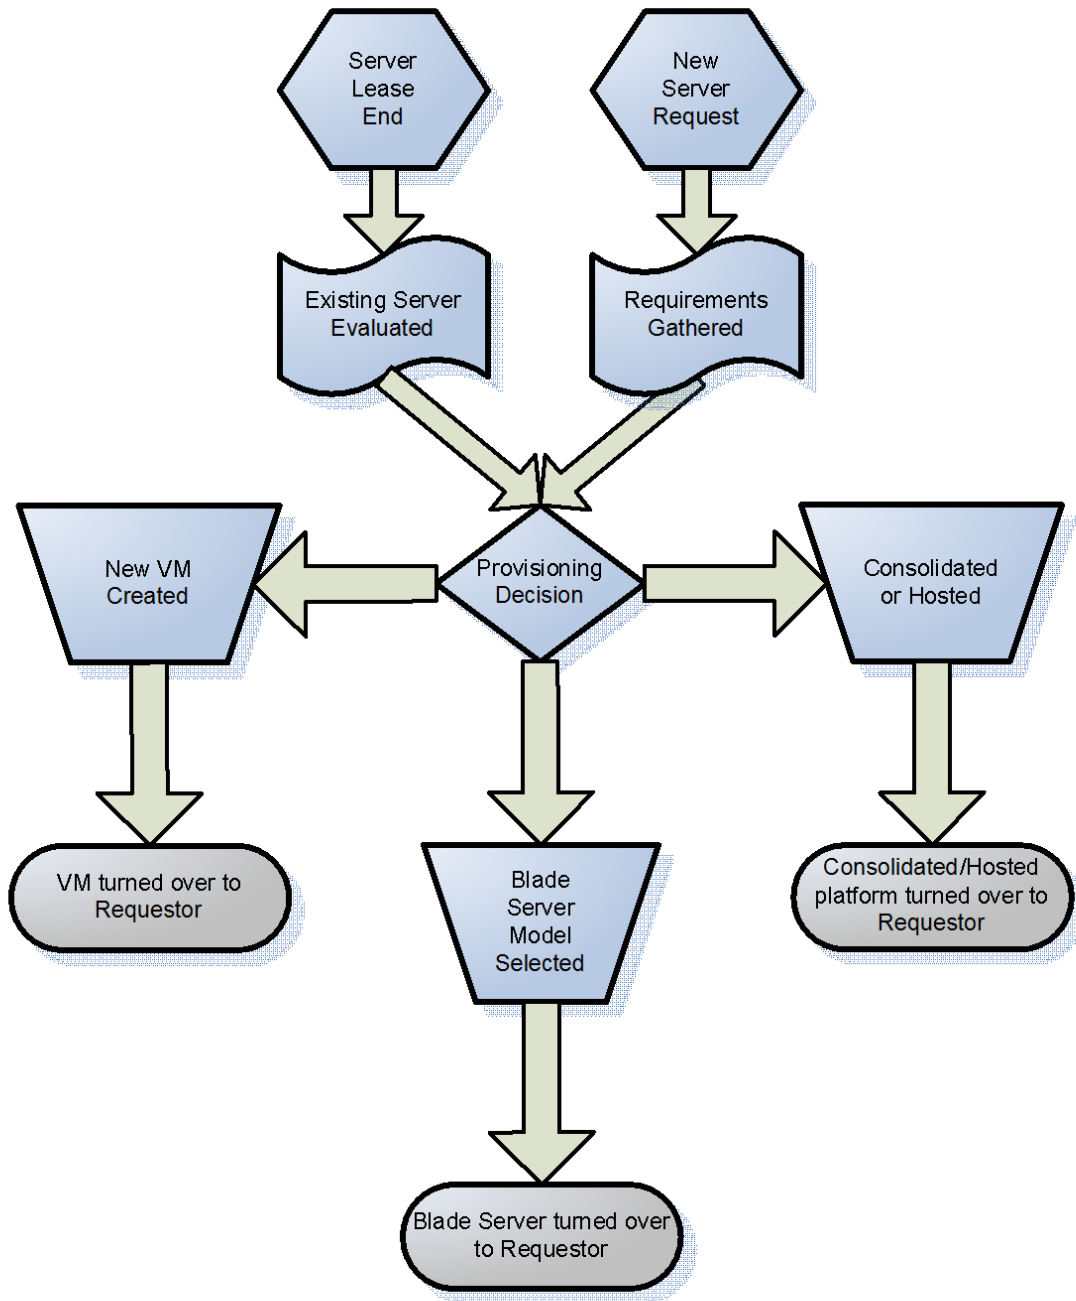 Server
Lease
End
New
Server
Request
Existing Server
Evaluated
Requirements
Gathered
New VM
Created
Provisioning
Decision
Consolidated
or Hosted
VM turned over to
Requestor
Blade
Server
Model
Selected
Consolidated/Hosted
platform turned over to
Requestor
Blade Server turned over
to Requestor